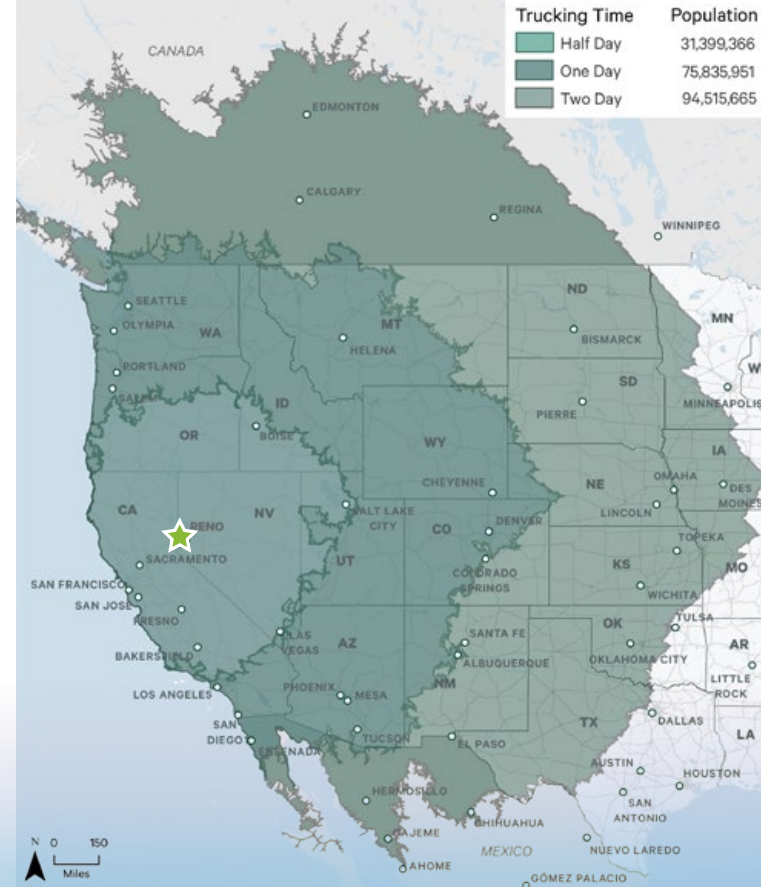 Trucking Time Population
Half Day 31,399,366
One Day 75,835,951
Two Day 94,515,665
CANADA
EDMONTON
CALGARY
REGINA
WINNIPEG
SEATTLE
OLYMPIA
WA
PORTLAND
MT
HELENA
ND
BISMARCK
MN
MINNEAPOLIS
SD
PIERRE
ID
OR
BOISE
WY
CHEYENNE
IA
DES
MOINES
NE
OMAHA
LINCOLN
CA
RENO
NV
SALT LAKE
CITY
CO
DENVER
COLORADO
SPRINGS
TOPEKA
SACRAMENTO
SAN FRANCISCO
SAN JOSE
FRESNO
UT
KS
WICHITA
MO
BAKERSFIELD
LAS
VEGAS
AZ
SANTA FE
ALBUQUERQUE
NM
OK
OKLAHOMA CITY
TULSA
AR
LITTLE
ROCK
LOS ANGELES
PHOENIX
MESA
SAN
DIEGO
TUCSON
ENSENADA
EL PASO
TX
DALLAS
LA
AUSTIN
HOUSTON
SAN
ANTONIO
HERMOSILLO
CHIHUAHUA
CAJEME
AHOME
MEXICO
NUEVO LAREDO
GÓMEZ PALACIO
N
0 150
Miles